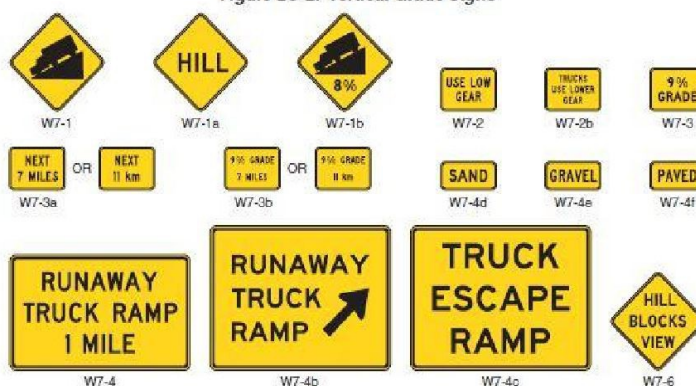 HILL
8%
W7-1
W7-1a
W7-1b
USE LOW
GEAR
W7-2
TRUCKS
USE LOWER
GEAR
W7-2b
9%
GRADE
W7-3
NEXT
7 MILES
OR
NEXT
11 km
W7-3a
9% GRADE
7 MILES
OR
9% GRADE
11 km
W7-3b
SAND
W7-4d
GRAVEL
W7-4e
PAVED
W7-4f
RUNAWAY
TRUCK RAMP
1 MILE
W7-4
RUNAWAY
TRUCK
RAMP
W7-4b
TRUCK
ESCAPE
RAMP
W7-4c
HILL
BLOCKS
VIEW
W7-6